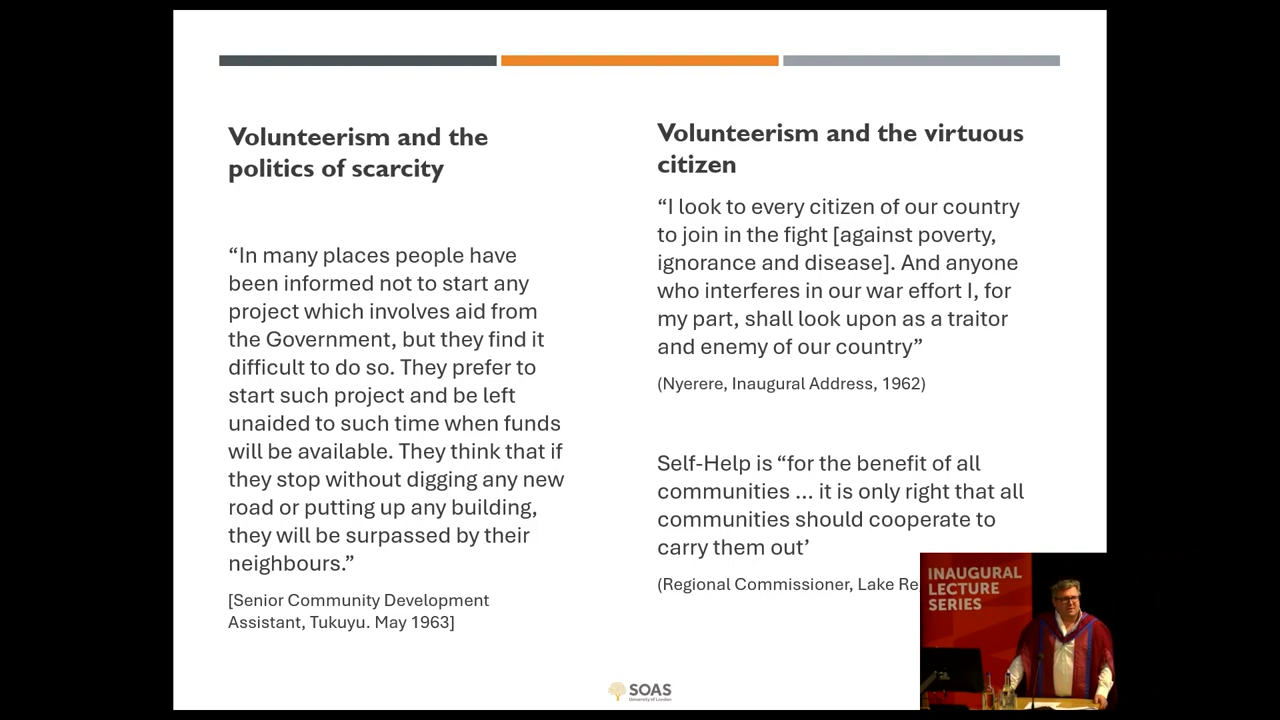 Volunteerism and the
politics of scarcity
“In many places people have
been informed not to start any
project which involves aid from
the Government, but they find it
difficult to do so. They prefer to
start such project and be left
unaided to such time when funds
will be available. They think that if
they stop without digging any new
road or putting up any building,
they will be surpassed by their
neighbours.”
[Senior Community Development
Assistant, Tukuyu. May 1963]
Volunteerism and the virtuous
citizen
“I look to every citizen of our country
to join in the fight [against poverty,
ignorance and disease]. And anyone
who interferes in our war effort I, for
my part, shall look upon as a traitor
and enemy of our country”
(Nyerere, Inaugural Address, 1962)
Self-Help is “for the benefit of all
communities ... it is only right that all
communities should cooperate to
carry them out’
(Regional Commissioner, Lake
INAUGURAL
LECTURE
SERIES
SOAS
University of London